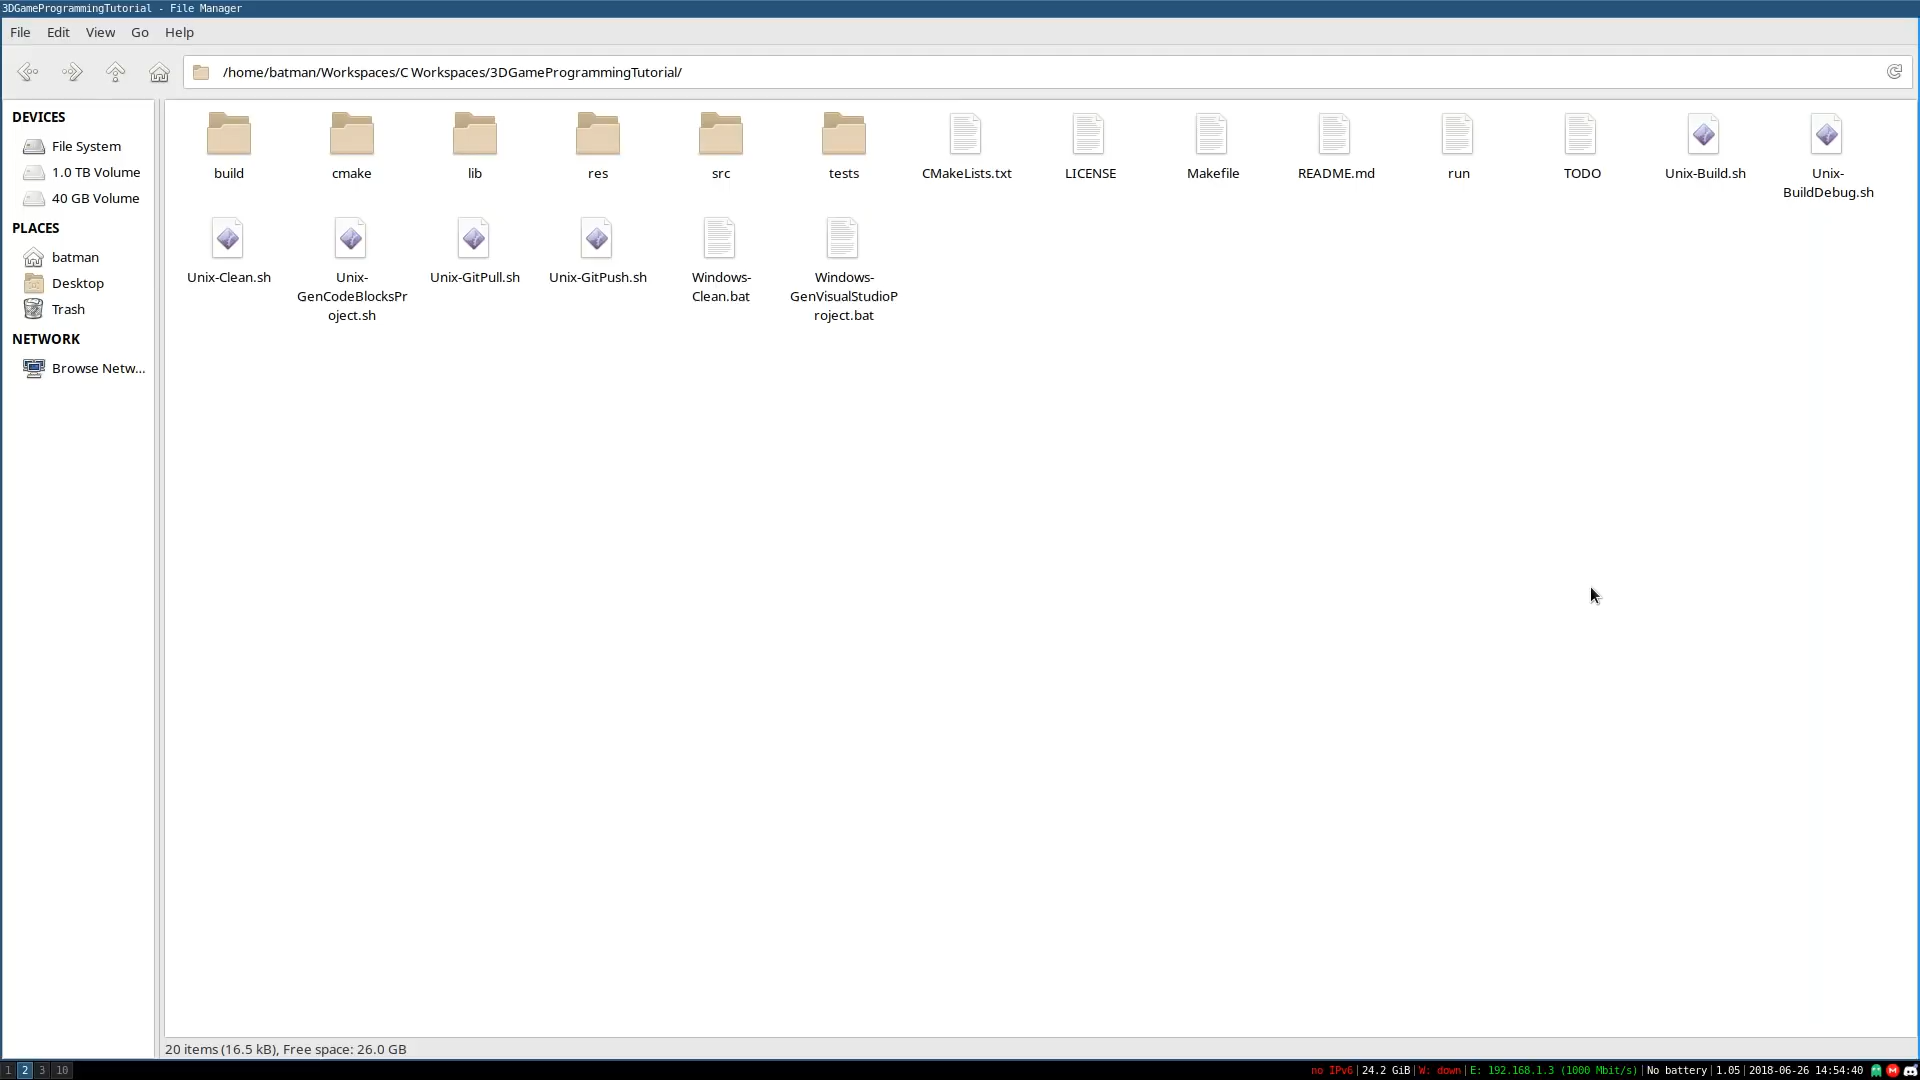 3DGameProgrammingTutorial - File Manager
File Edit View Go Help
/home/batman/Workspaces/C Workspaces/3DGameProgrammingTutorial/
DEVICES
File System
1.0 TB Volume
40 GB Volume
PLACES
batman
Desktop
Trash
NETWORK
Browse Netw...
build cmake lib res src tests CMakeLists.txt LICENSE Makefile README.md run TODO Unix-Build.sh Unix-
BuildDebug.sh
Unix-Clean.sh Unix- Unix-GitPull.sh Unix-GitPush.sh Windows- Windows-
GenCodeBlocksPr Clean.bat GenVisualStudioP
oject.sh roject.bat
20 items (16.5 kB), Free space: 26.0 GB
1 2 3 10 no IPv6|24.2 GiB|W: down|E: 192.168.1.3 (1000 Mbit/s)|No battery|1.05|2018-06-26 14:54:40